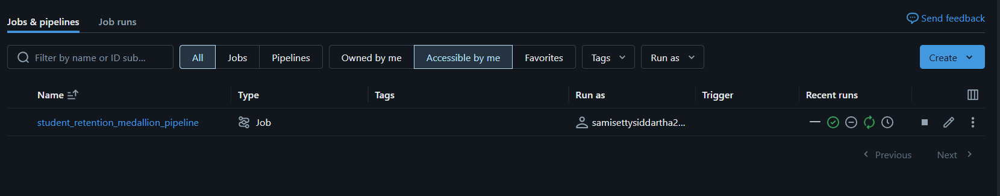 Jobs & pipelines Job runs Send feedback
Filter by name or ID sub... All Jobs Pipelines Owned by me Accessible by me Favorites Tags Run as Create
Name Type Tags Run as Trigger Recent runs
student_retention_medallion_pipeline Job samisettysiddartha2...
Previous Next